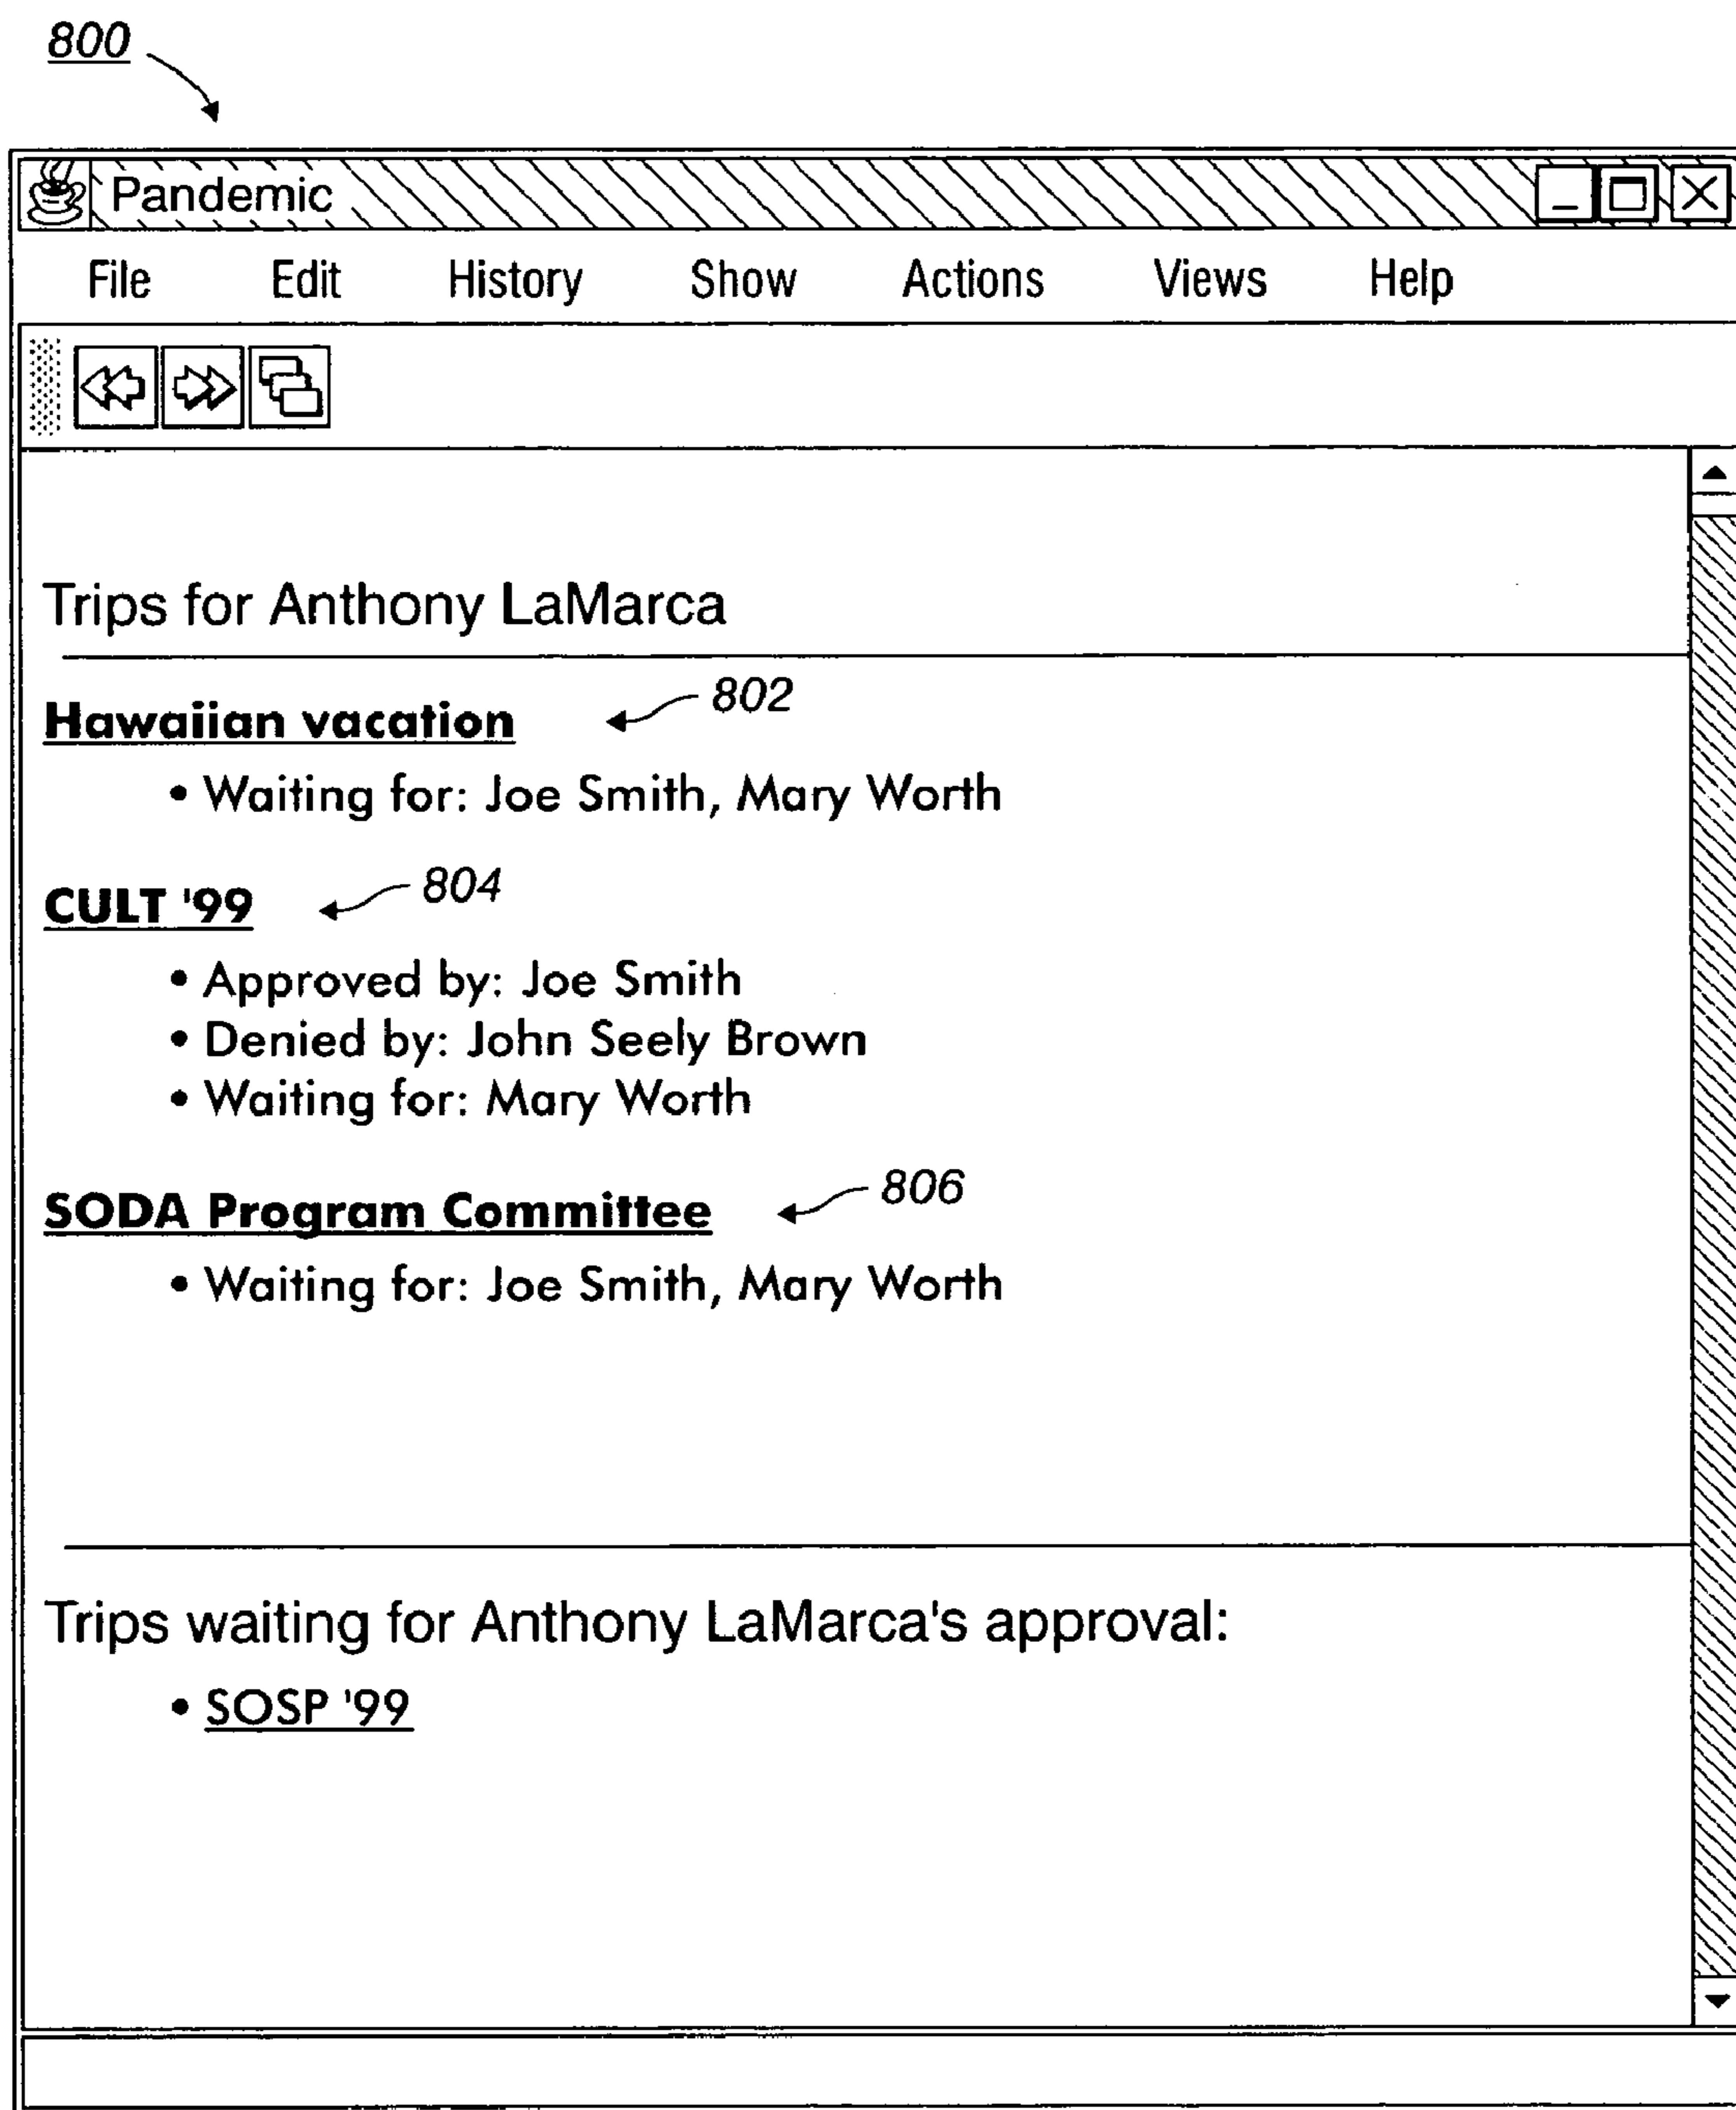 800
Pandemic
File Edit History Show Actions Views Help
Trips for Anthony LaMarca
Hawaiian vacation 802
• Waiting for: Joe Smith, Mary Worth
CULT '99 804
• Approved by: Joe Smith
• Denied by: John Seely Brown
• Waiting for: Mary Worth
SODA Program Committee 806
• Waiting for: Joe Smith, Mary Worth
Trips waiting for Anthony LaMarca's approval:
• SOSP '99